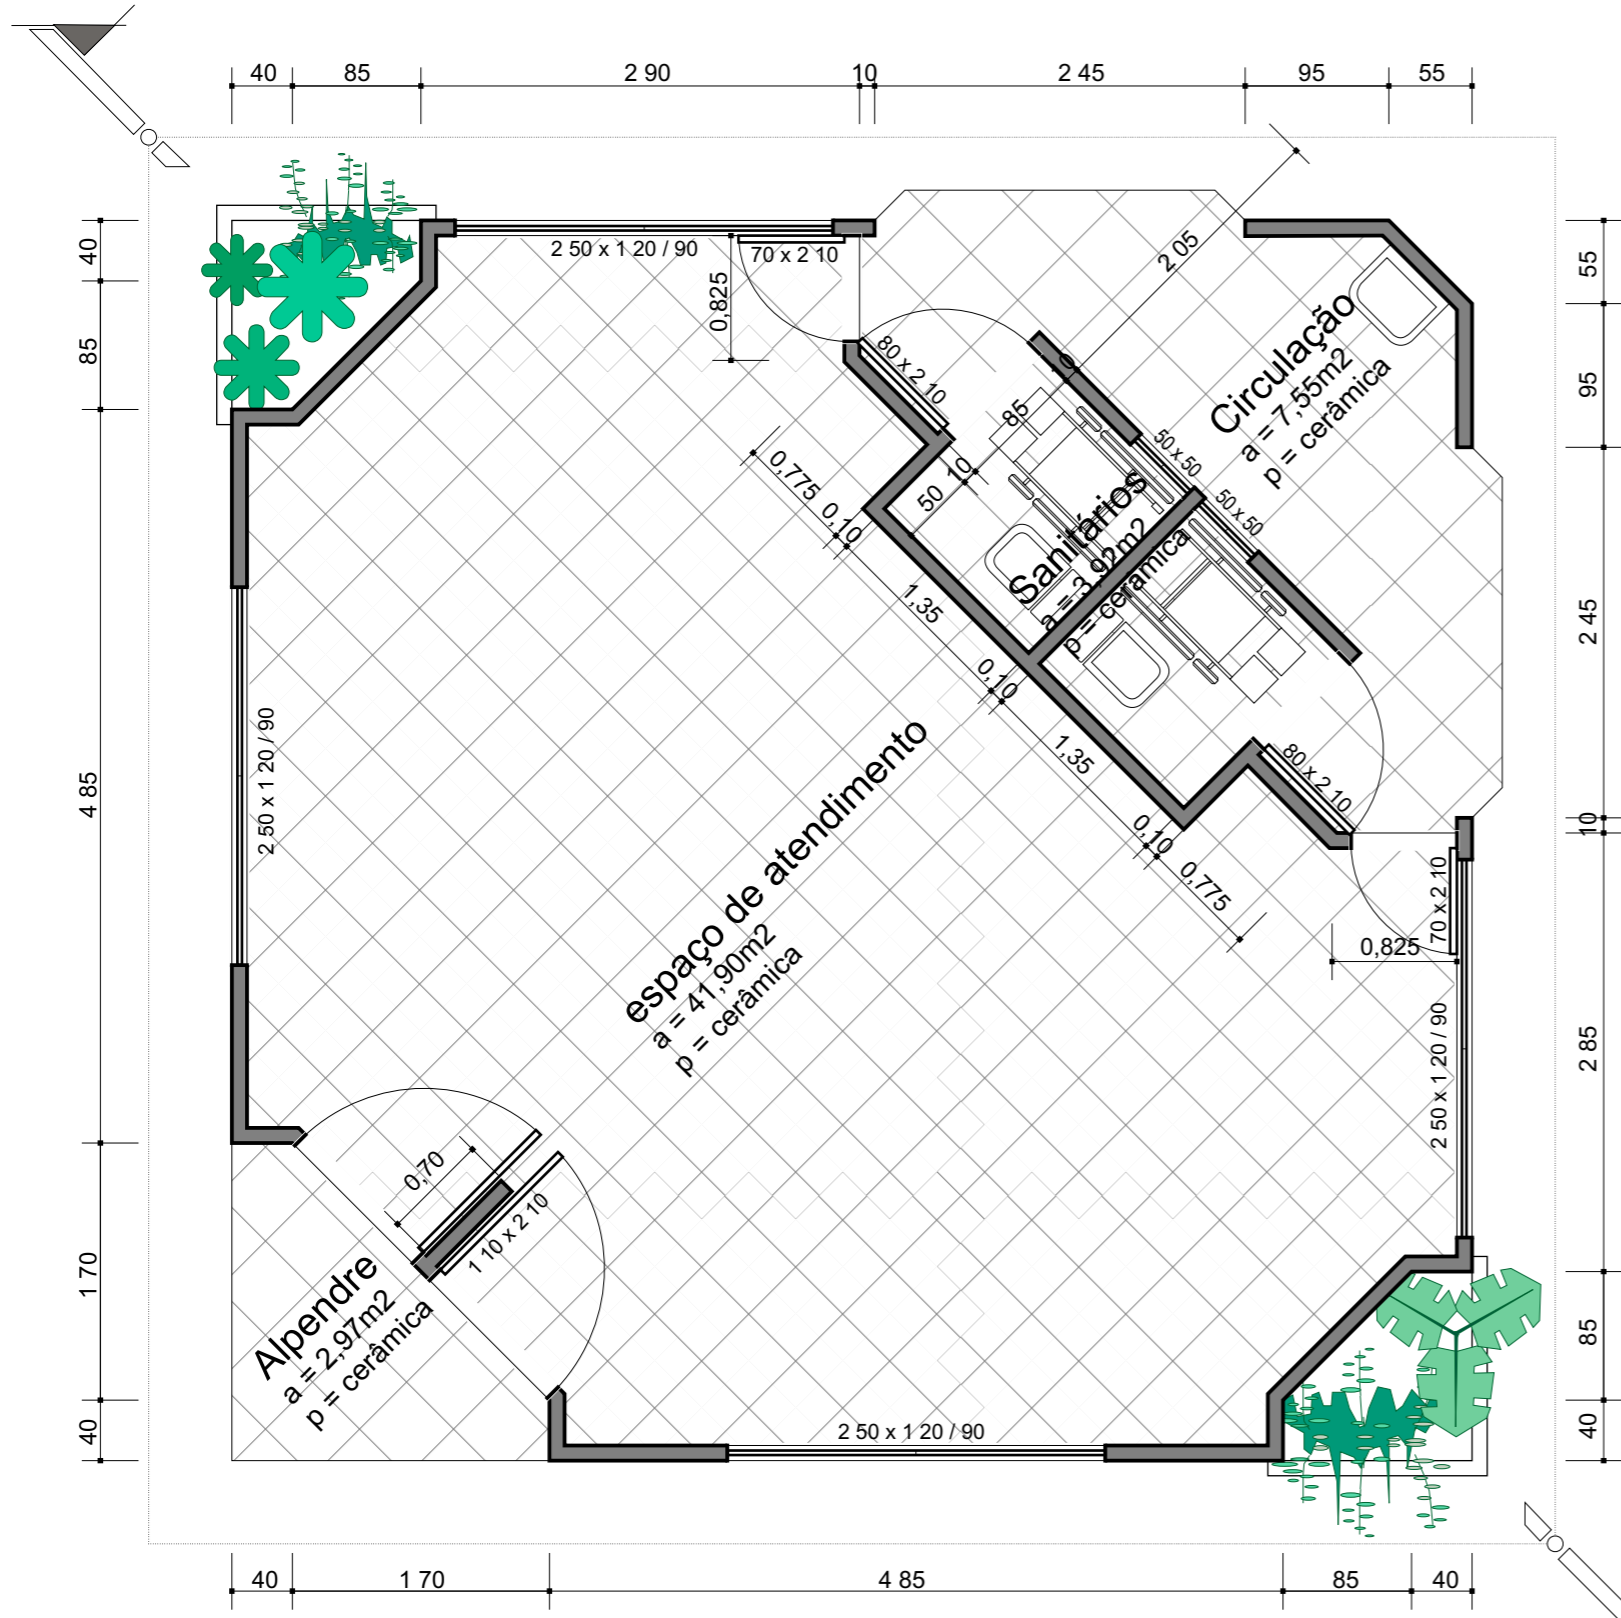 40
85
2 90
10
2 45
95
55
2 05
2 50 x 1 20 / 90
70 x 2 10
0,825
40
85
4 85
1 70
40
55
95
2 45
10
2 85
85
40
80 x 2 10
10
85
50 x 50
50 x 50
Circulação
a = 7,55m2
p = cerâmica
50
10
Sanitários
a = 3,92m2
p = cerâmica
0,775
0,10
1,35
0,10
1,35
0,10
0,775
80 x 2 10
70 x 2 10
0,825
2 50 x 1 20 / 90
2 50 x 1 20 / 90
espaço de atendimento
a = 41,90m2
p = cerâmica
0,70
1 10 x 2 10
Alpendre
a = 2,97m2
p = cerâmica
2 50 x 1 20 / 90
40
1 70
4 85
85
40